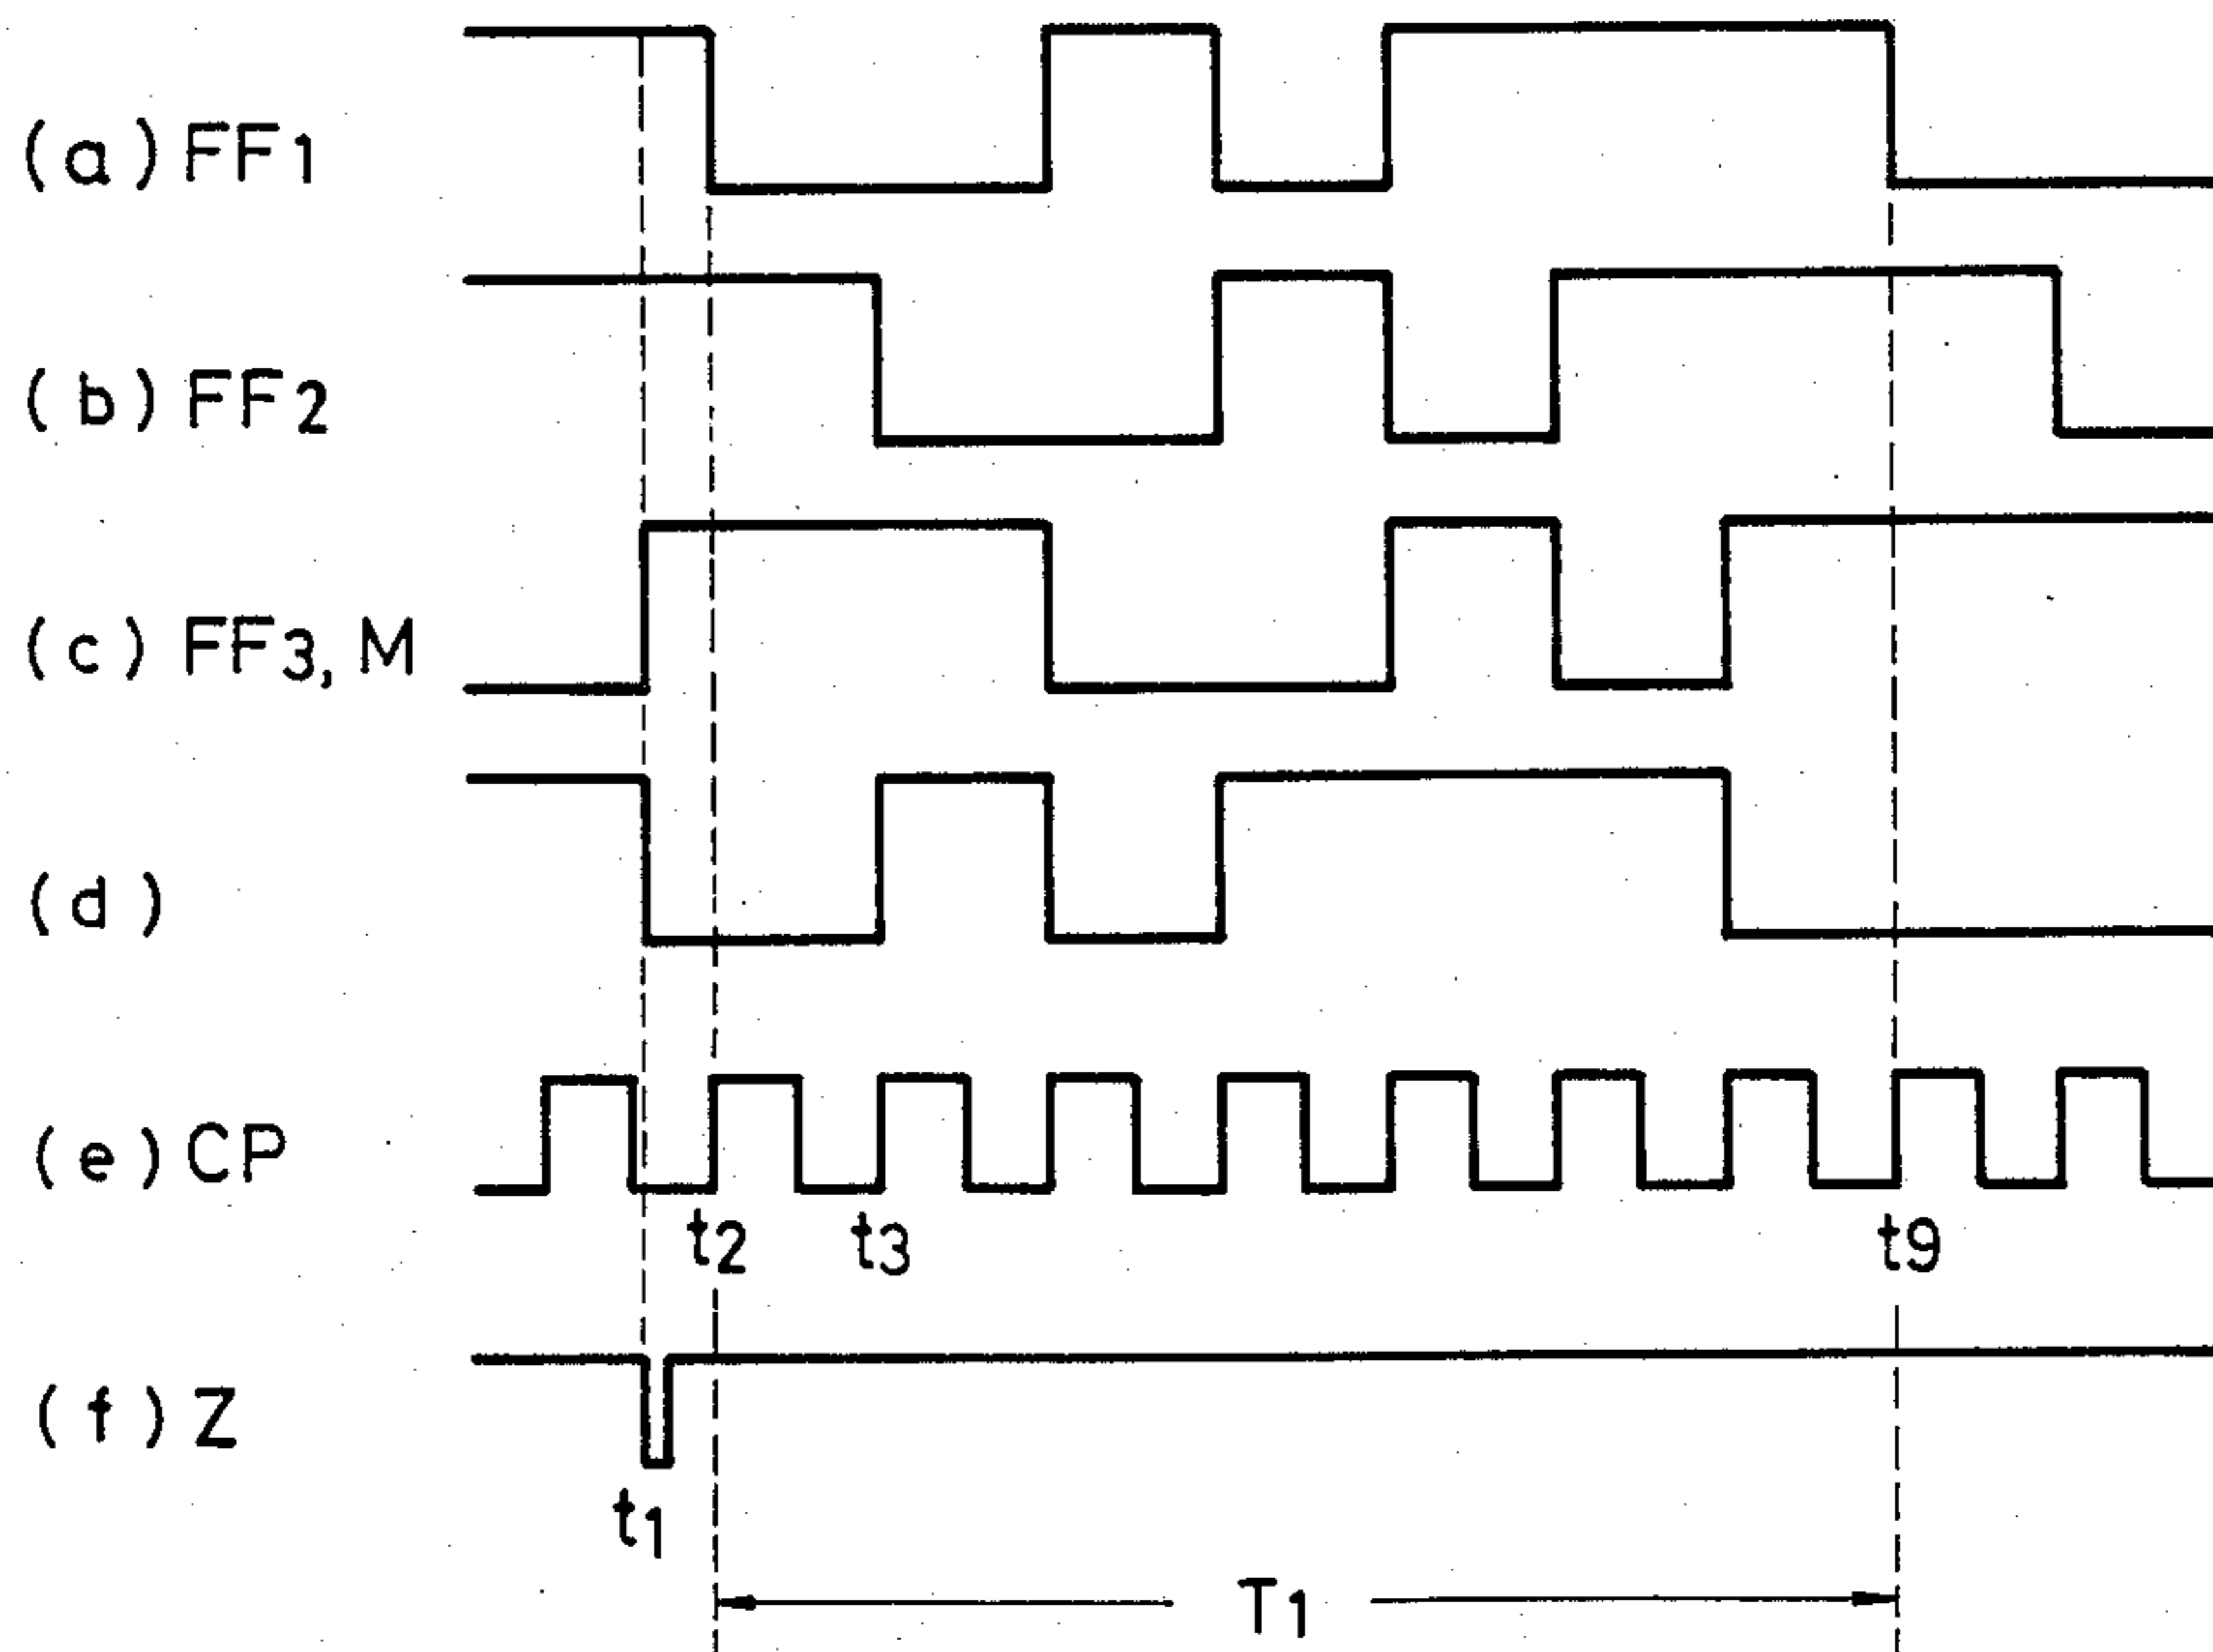 (a) FF1
(b) FF2
(c) FF3, M
(d)
(e) CP
t2 t3 t9
(f) Z
t1
T1